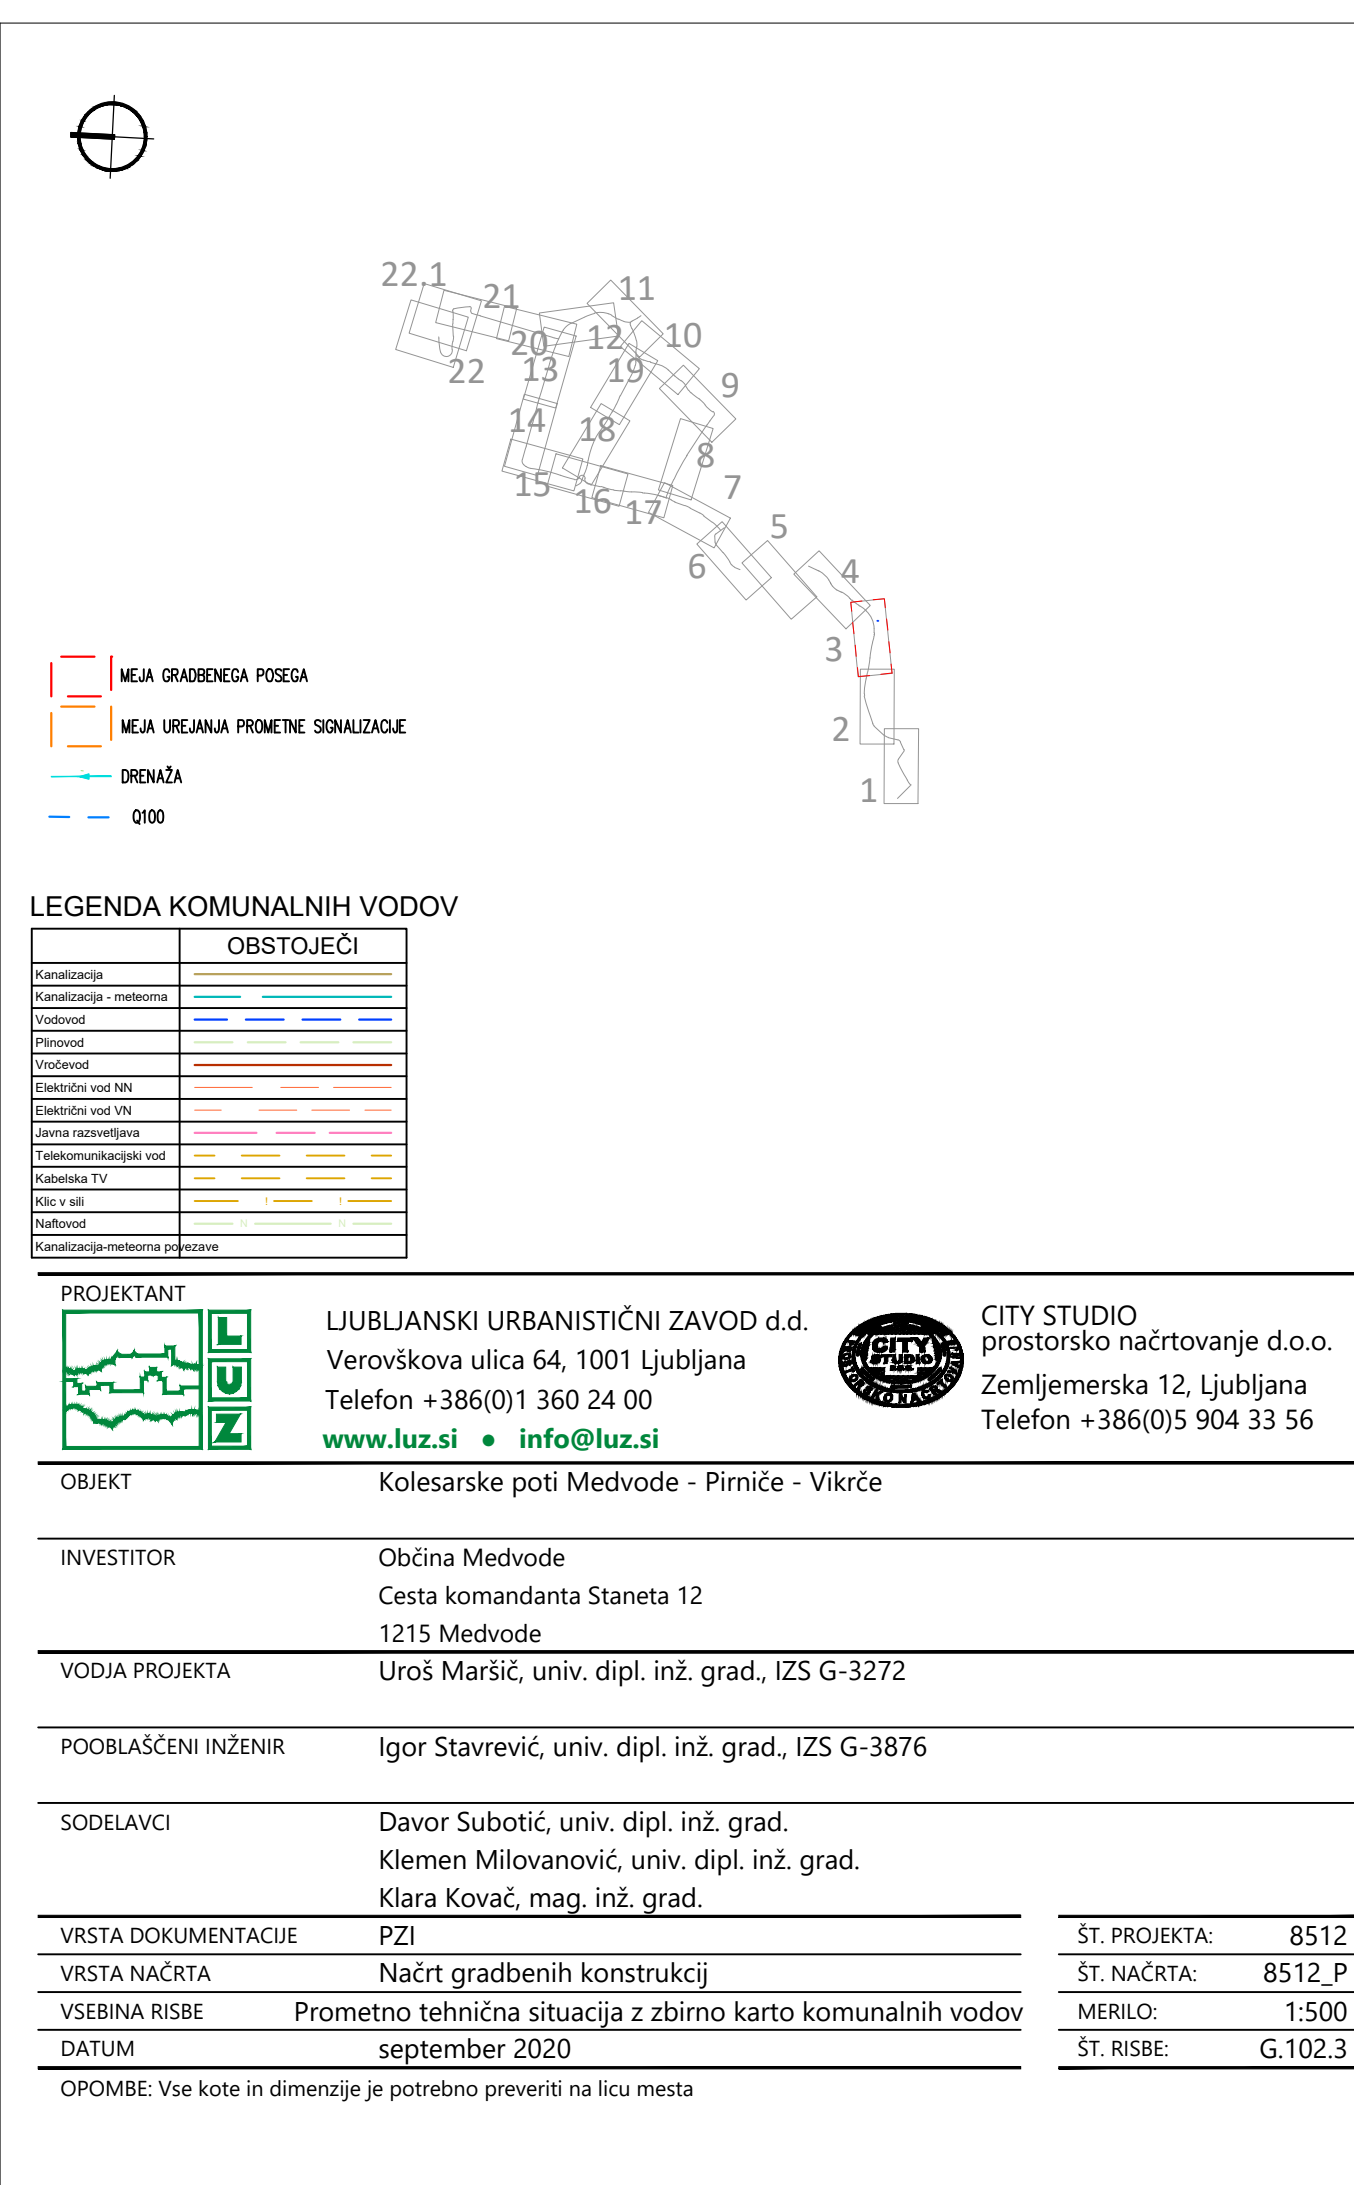 22.1
21
11
20
12
10
22
13
19
9
14
18
8
15
16
17
7
5
6
4
3
2
1
MEJA GRADBENEGA POSEGA
MEJA UREJANJA PROMETNE SIGNALIZACIJE
DRENAŽA
Q100
LEGENDA KOMUNALNIH VODOV
OBSTOJEČI
Kanalizacija
Kanalizacija - meteorna
Vodovod
Plinovod
Vročevod
Električni vod NN
Električni vod VN
Javna razsvetljava
Telekomunikacijski vod
Kabelska TV
Klic v sili ! !
Naftovod N N
Kanalizacija-meteorna povezave
PROJEKTANT
L
U
Z
LJUBLJANSKI URBANISTIČNI ZAVOD d.d.
Verovškova ulica 64, 1001 Ljubljana
Telefon +386(0)1 360 24 00
www.luz.si ● info@luz.si
CITY
STUDIO
CITY STUDIO
prostorsko načrtovanje d.o.o.
Zemljemerska 12, Ljubljana
Telefon +386(0)5 904 33 56
OBJEKT Kolesarske poti Medvode - Pirniče - Vikrče
INVESTITOR Občina Medvode
Cesta komandanta Staneta 12
1215 Medvode
VODJA PROJEKTA Uroš Maršič, univ. dipl. inž. grad., IZS G-3272
POOBLAŠČENI INŽENIR Igor Stavrević, univ. dipl. inž. grad., IZS G-3876
SODELAVCI Davor Subotić, univ. dipl. inž. grad.
Klemen Milovanović, univ. dipl. inž. grad.
Klara Kovač, mag. inž. grad.
VRSTA DOKUMENTACIJE PZI ŠT. PROJEKTA: 8512
VRSTA NAČRTA Načrt gradbenih konstrukcij ŠT. NAČRTA: 8512_P
VSEBINA RISBE Prometno tehnična situacija z zbirno karto komunalnih vodov MERILO: 1:500
DATUM september 2020 ŠT. RISBE: G.102.3
OPOMBE: Vse kote in dimenzije je potrebno preveriti na licu mesta